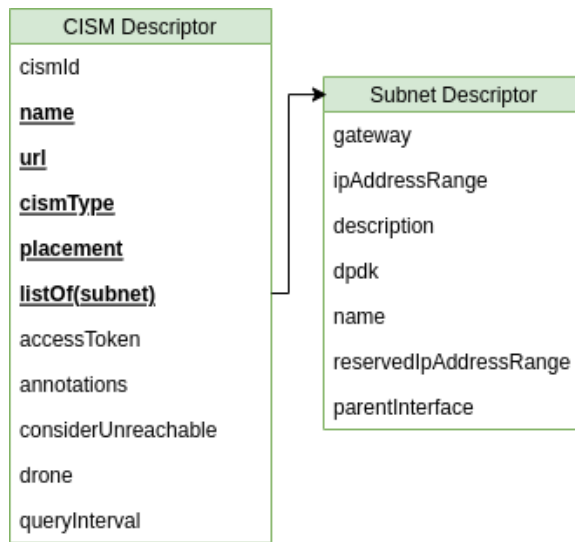 CISM Descriptor
cismId
name
url
cismType
placement
listOf(subnet)
accessToken
annotations
considerUnreachable
drone
queryInterval
Subnet Descriptor
gateway
ipAddressRange
description
dpdk
name
reservedIpAddressRange
parentInterface